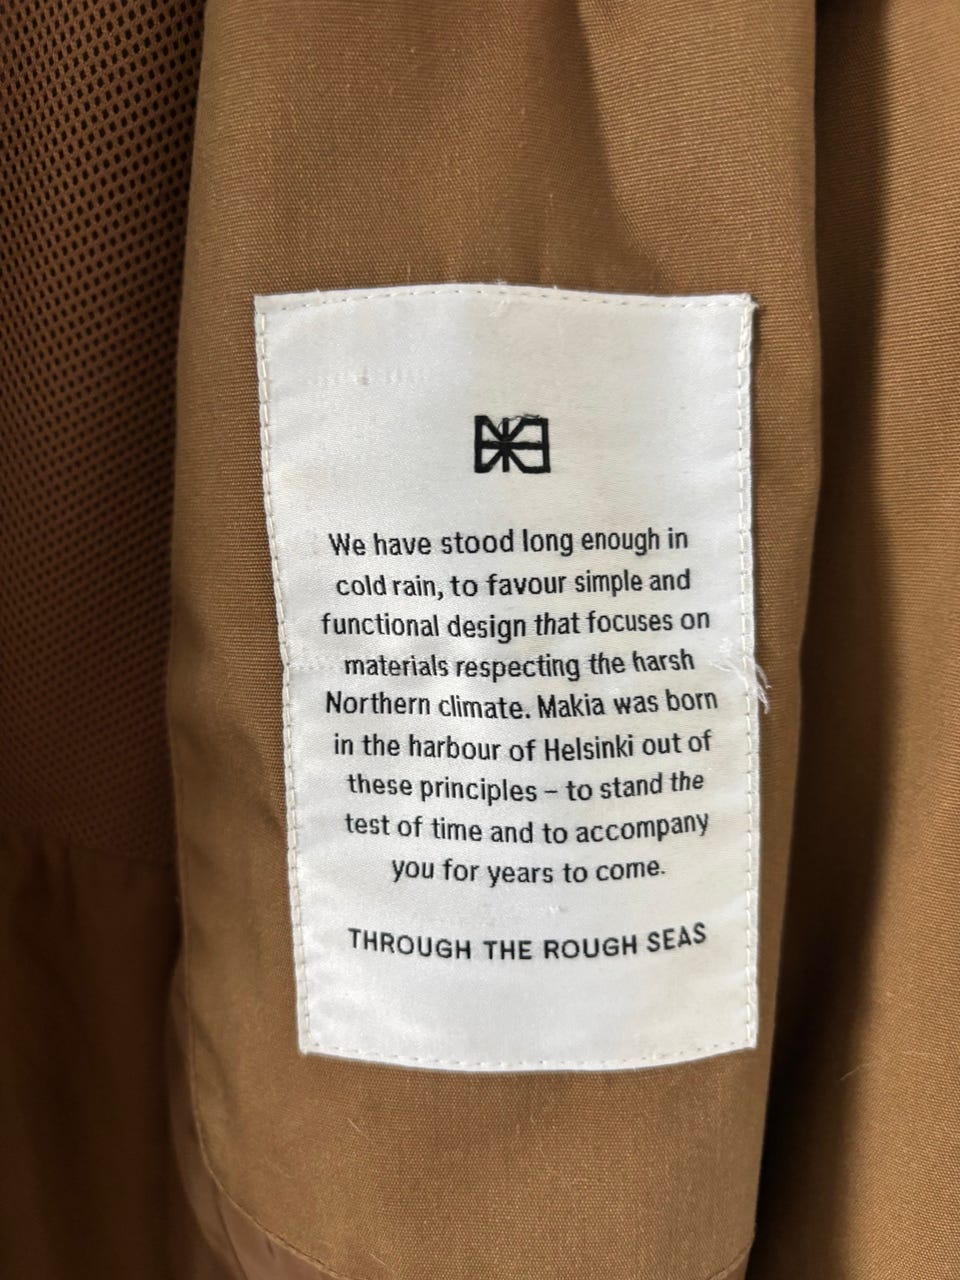 We have stood long enough in
cold rain, to favour simple and
functional design that focuses on
materials respecting the harsh
Northern climate. Makia was born
in the harbour of Helsinki out of
these principles – to stand the
test of time and to accompany
you for years to come.
THROUGH THE ROUGH SEAS